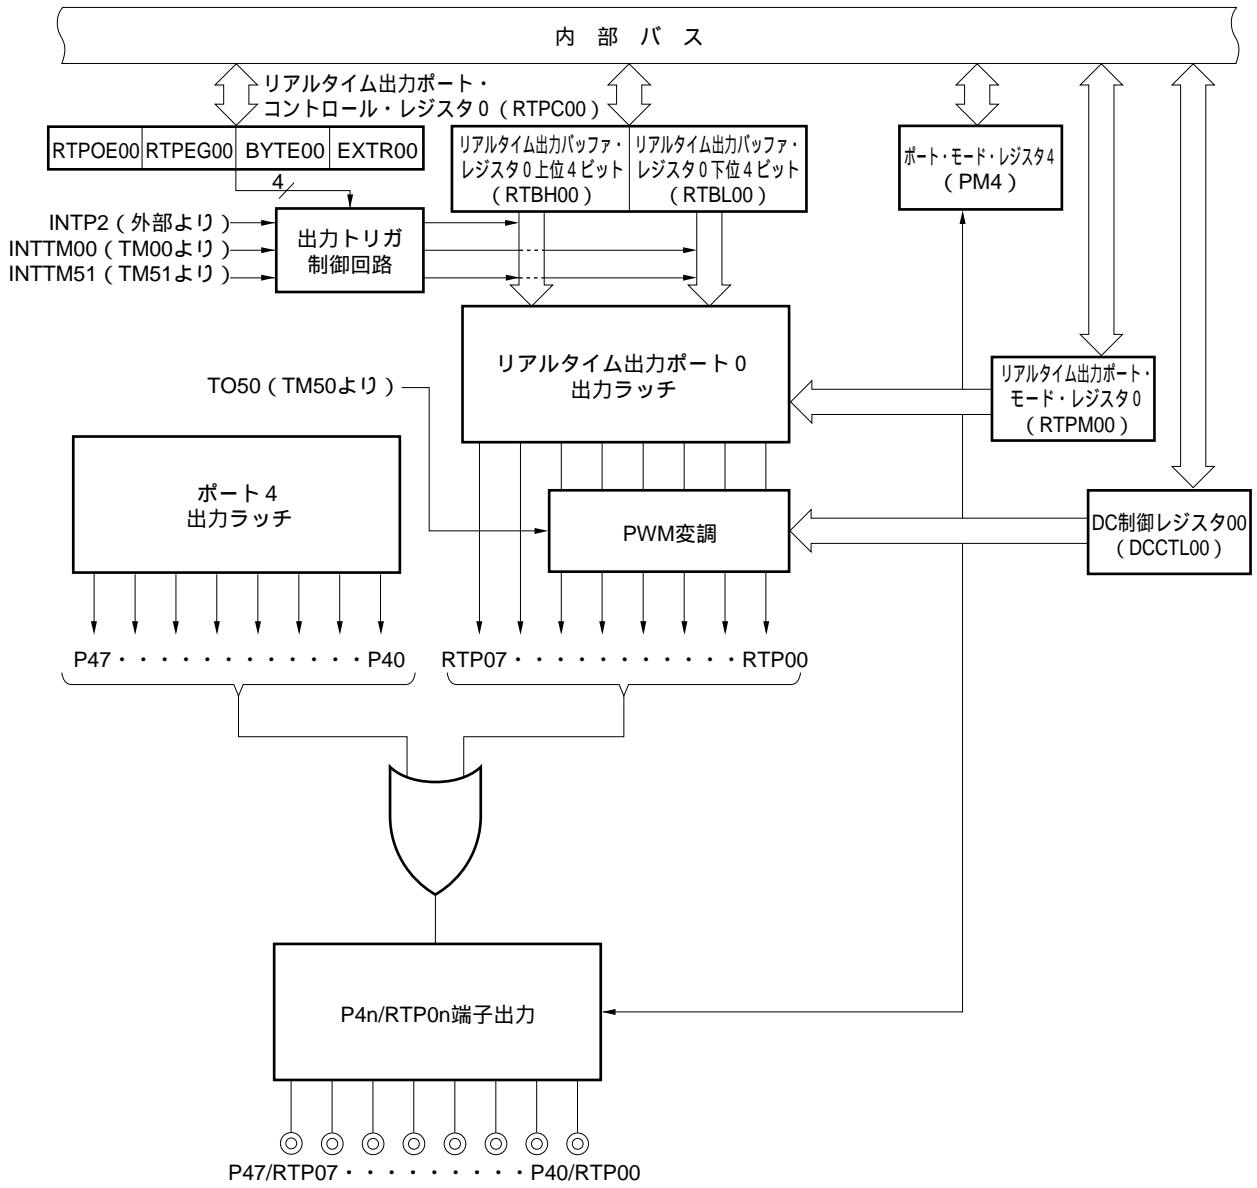 内 部 バ ス
リアルタイム出力ポート・
コントロール・レジスタ0（RTPC00）
RTPOE00 RTPEG00 BYTE00 EXTR00
リアルタイム出力バッファ・
レジスタ0上位4ビット
（RTBH00）
リアルタイム出力バッファ・
レジスタ0下位4ビット
（RTBL00）
ポート・モード・レジスタ4
（PM4）
4
INTP2（外部より）
INTTM00（TM00より）
INTTM51（TM51より）
出力トリガ
制御回路
リアルタイム出力ポート0
出力ラッチ
TO50（TM50より）
リアルタイム出力ポート・
モード・レジスタ0
（RTPM00）
ポート4
出力ラッチ
PWM変調
DC制御レジスタ00
（DCCTL00）
P47・・・・・・・・・・・・P40
RTP07・・・・・・・・・・・RTP00
P4n/RTP0n端子出力
P47/RTP07・・・・・・・・・P40/RTP00